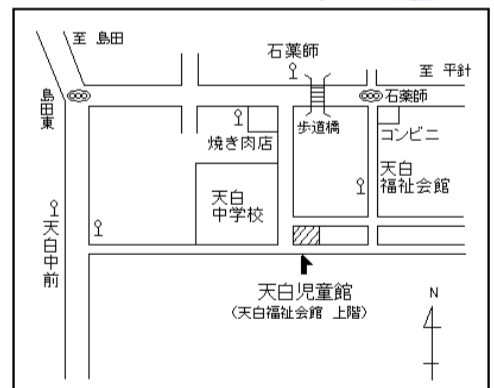 至 島田
石薬師
至 平針
島田東
石薬師
歩道橋
コンビニ
焼き肉店
天白
福祉会館
天白
中学校
天白中前
天白児童館
(天白福祉会館 上階)
N